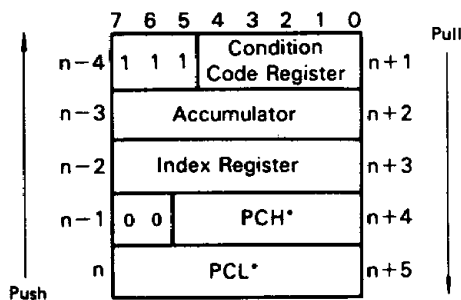 7 6 5 4 3 2 1 0
Pull
n-4 1 1 1 Condition Code Register n+1
n-3 Accumulator n+2
n-2 Index Register n+3
n-1 0 0 PCH* n+4
n PCL* n+5
Push